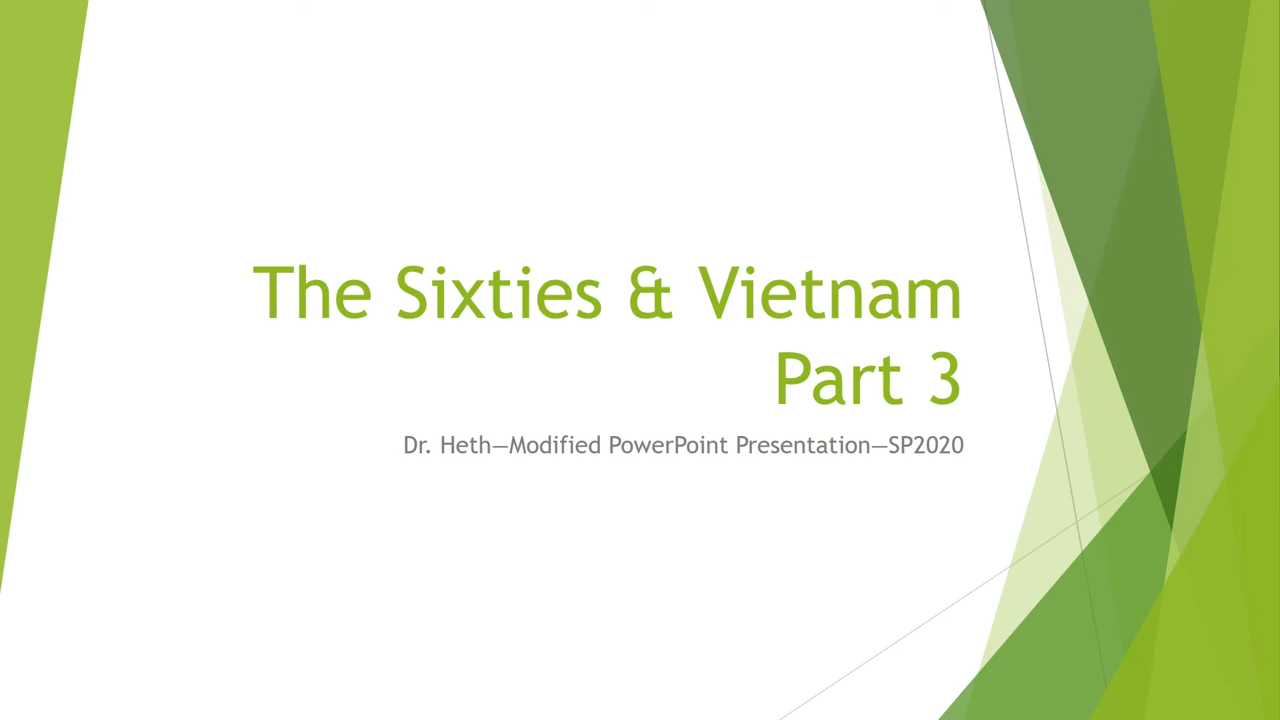 The Sixties & Vietnam
Part 3
Dr. Heth—Modified PowerPoint Presentation—SP2020